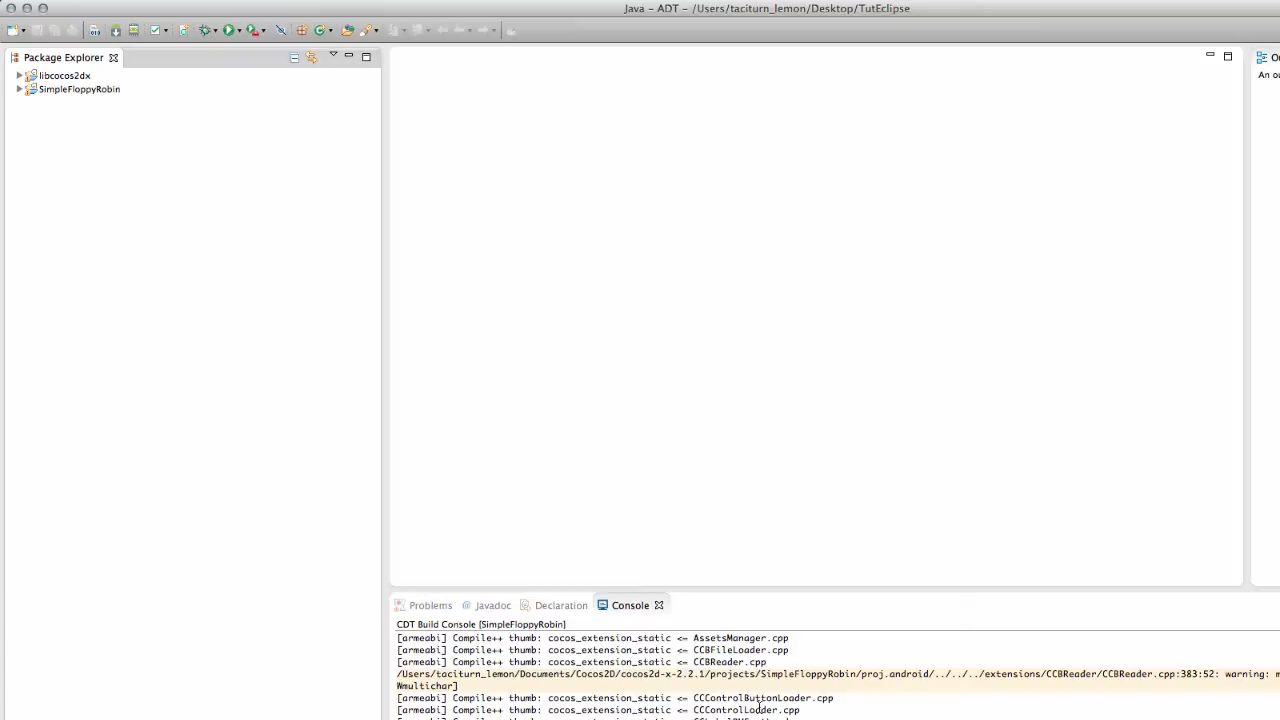 Java - ADT - /Users/taciturn_lemon/Desktop/TutEclipse
Package Explorer
libcocos2dx
SimpleFloppyRobin
An ou
Problems
Javadoc
Declaration
Console
CDT Build Console [SimpleFloppyRobin]
[armeabi] Compile++ thumb: cocos_extension_static <= AssetsManager.cpp
[armeabi] Compile++ thumb: cocos_extension_static <= CCBFileLoader.cpp
[armeabi] Compile++ thumb: cocos_extension_static <= CCBReader.cpp
/Users/taciturn_lemon/Documents/Cocos2D/cocos2d-x-2.2.1/projects/SimpleFloppyRobin/proj.android/../../../extensions/CCBReader/CCBReader.cpp:383:52: warning: m
Wmultichar]
[armeabi] Compile++ thumb: cocos_extension_static <= CCControlButtonLoader.cpp
[armeabi] Compile++ thumb: cocos_extension_static <= CCControlLoader.cpp